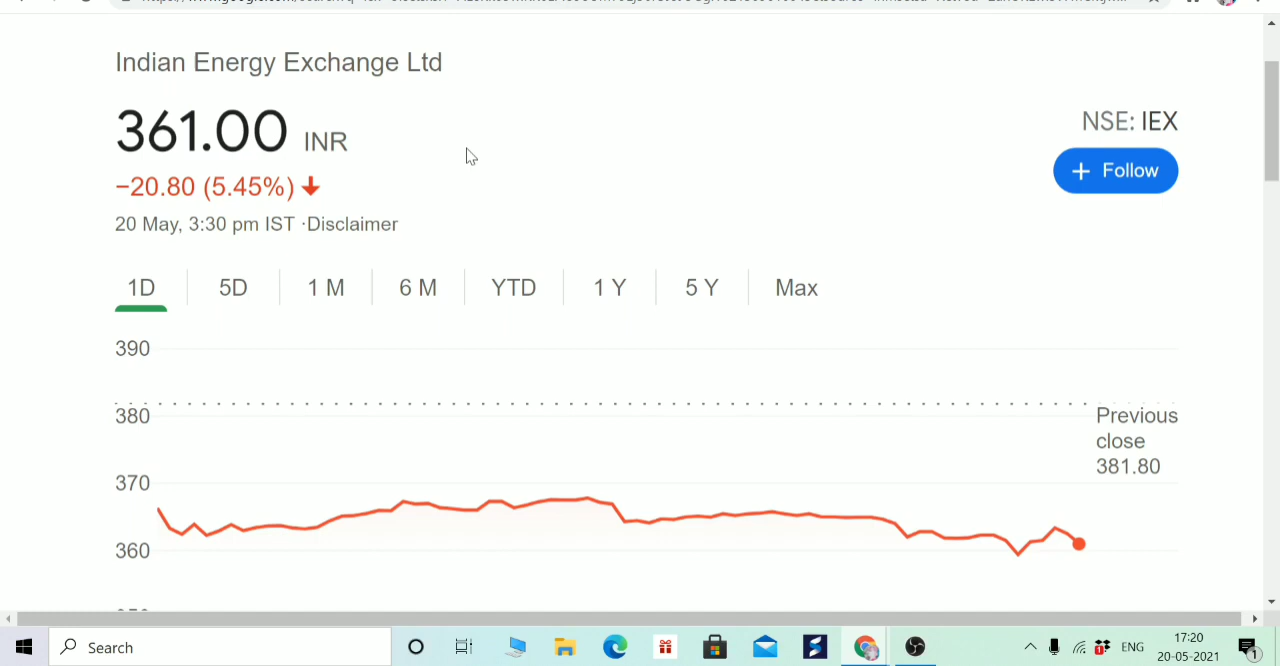 Indian Energy Exchange Ltd
361.00 INR
NSE: IEX
+ Follow
−20.80 (5.45%)
20 May, 3:30 pm IST ·Disclaimer
1D 5D 1 M 6 M YTD 1 Y 5 Y Max
390
380
Previous
close
381.80
370
360
Search
ENG
17:20
20-05-2021
1